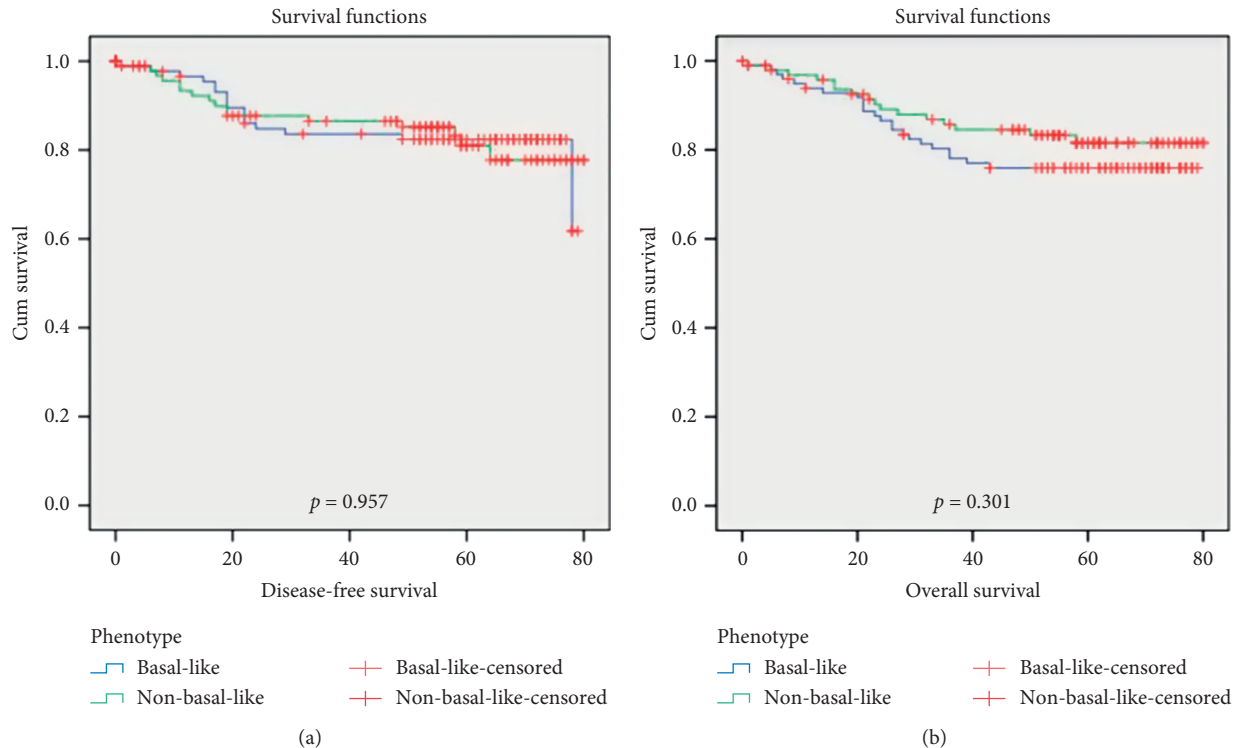 Survival functions
1.0
0.8
0.6
0.4
0.2
0.0
Cum survival
p = 0.957
0 20 40 60 80
Disease-free survival
Phenotype
Basal-like
Non-basal-like
Basal-like-censored
Non-basal-like-censored
(a)
Survival functions
1.0
0.8
0.6
0.4
0.2
0.0
Cum survival
p = 0.301
0 20 40 60 80
Overall survival
Phenotype
Basal-like
Non-basal-like
Basal-like-censored
Non-basal-like-censored
(b)